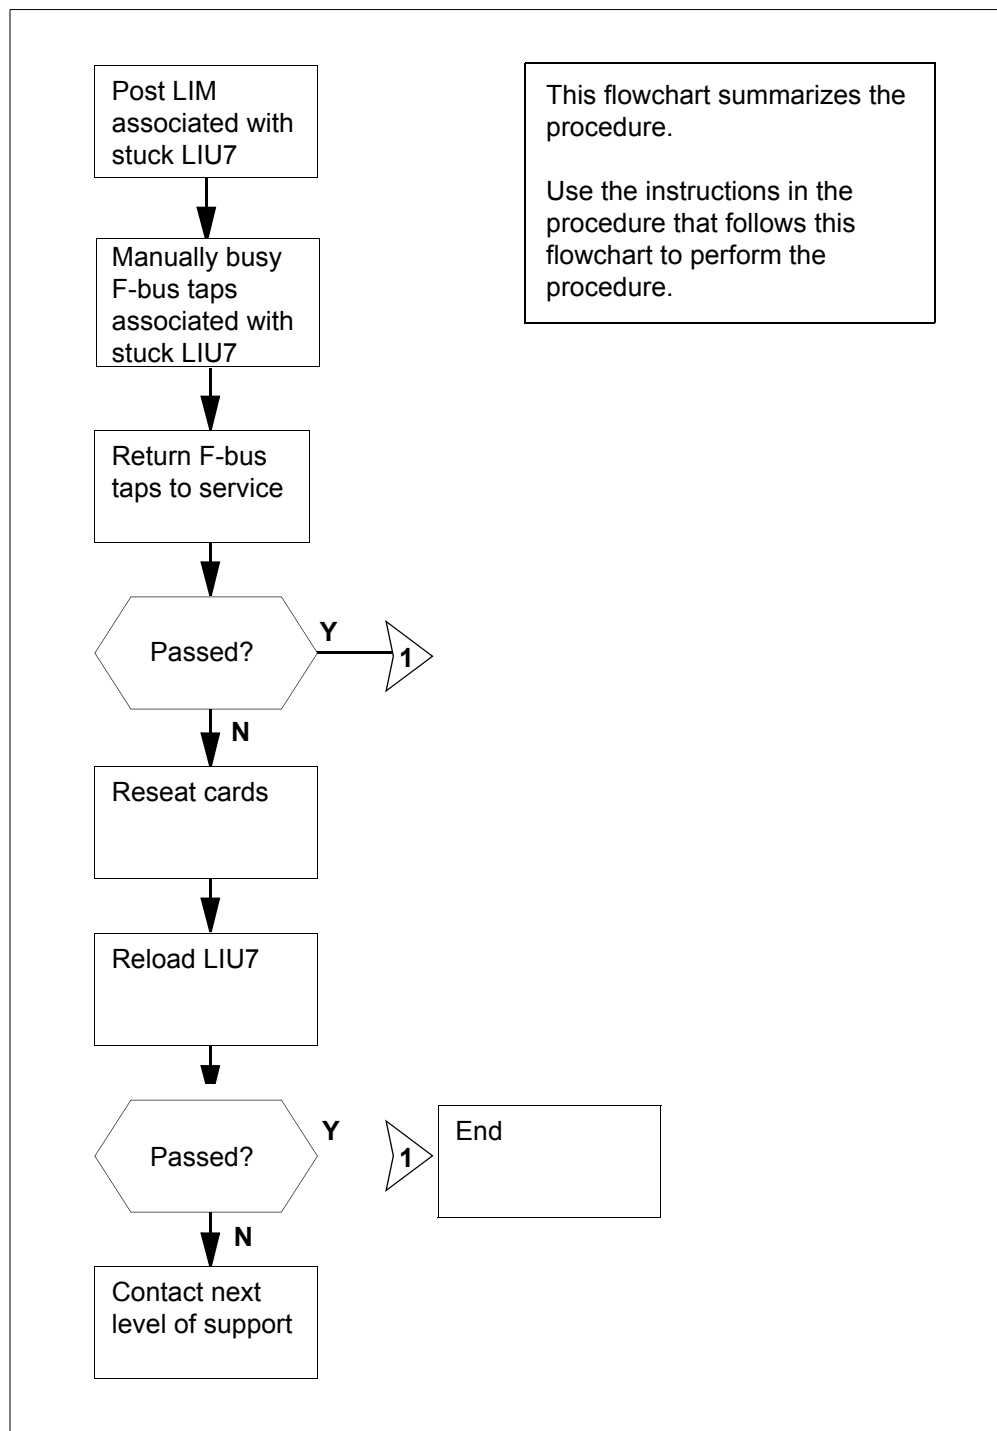 Post LIM
associated with
stuck LIU7
This flowchart summarizes the
procedure.
Use the instructions in the
procedure that follows this
flowchart to perform the
procedure.
Manually busy
F-bus taps
associated with
stuck LIU7
Return F-bus
taps to service
Passed?
Y
1
N
Reseat cards
Reload LIU7
Passed?
Y
1
End
N
Contact next
level of support